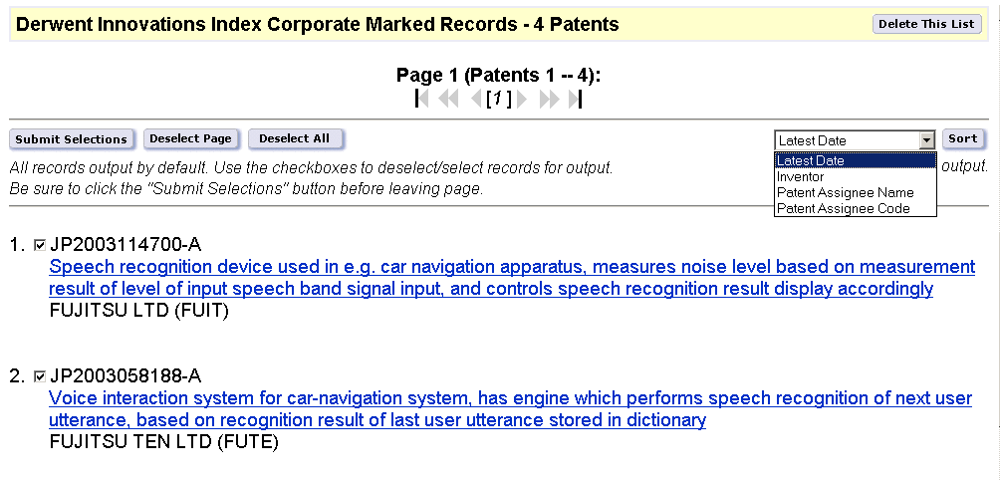 Derwent Innovations Index Corporate Marked Records - 4 Patents
Delete This List
Page 1 (Patents 1 -- 4):
[1]
Submit Selections Deselect Page Deselect All
Latest Date Sort
Latest Date
Inventor
Patent Assignee Name
Patent Assignee Code
All records output by default. Use the checkboxes to deselect/select records for output.
output.
Be sure to click the "Submit Selections" button before leaving page.
1. JP2003114700-A
Speech recognition device used in e.g. car navigation apparatus, measures noise level based on measurement
result of level of input speech band signal input, and controls speech recognition result display accordingly
FUJITSU LTD (FUIT)
2. JP2003058188-A
Voice interaction system for car-navigation system, has engine which performs speech recognition of next user
utterance, based on recognition result of last user utterance stored in dictionary
FUJITSU TEN LTD (FUTE)